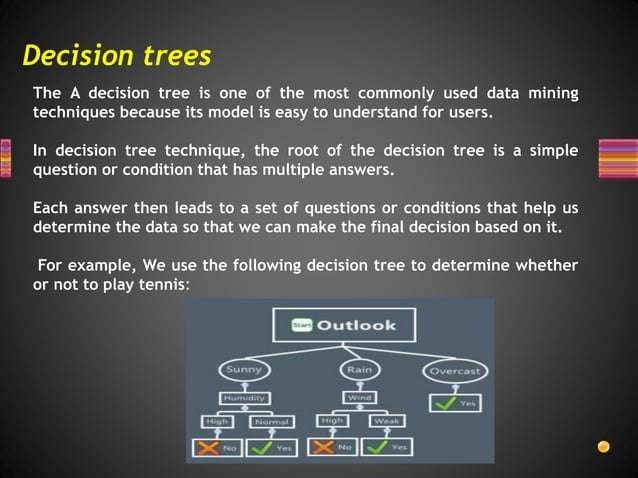 Decision trees
The A decision tree is one of the most commonly used data mining
techniques because its model is easy to understand for users.
In decision tree technique, the root of the decision tree is a simple
question or condition that has multiple answers.
Each answer then leads to a set of questions or conditions that help us
determine the data so that we can make the final decision based on it.
For example, We use the following decision tree to determine whether
or not to play tennis:
Start Outlook
Sunny Rain Overcast
Humidity Wind Yes
High Normal High Weak
No Yes No Yes